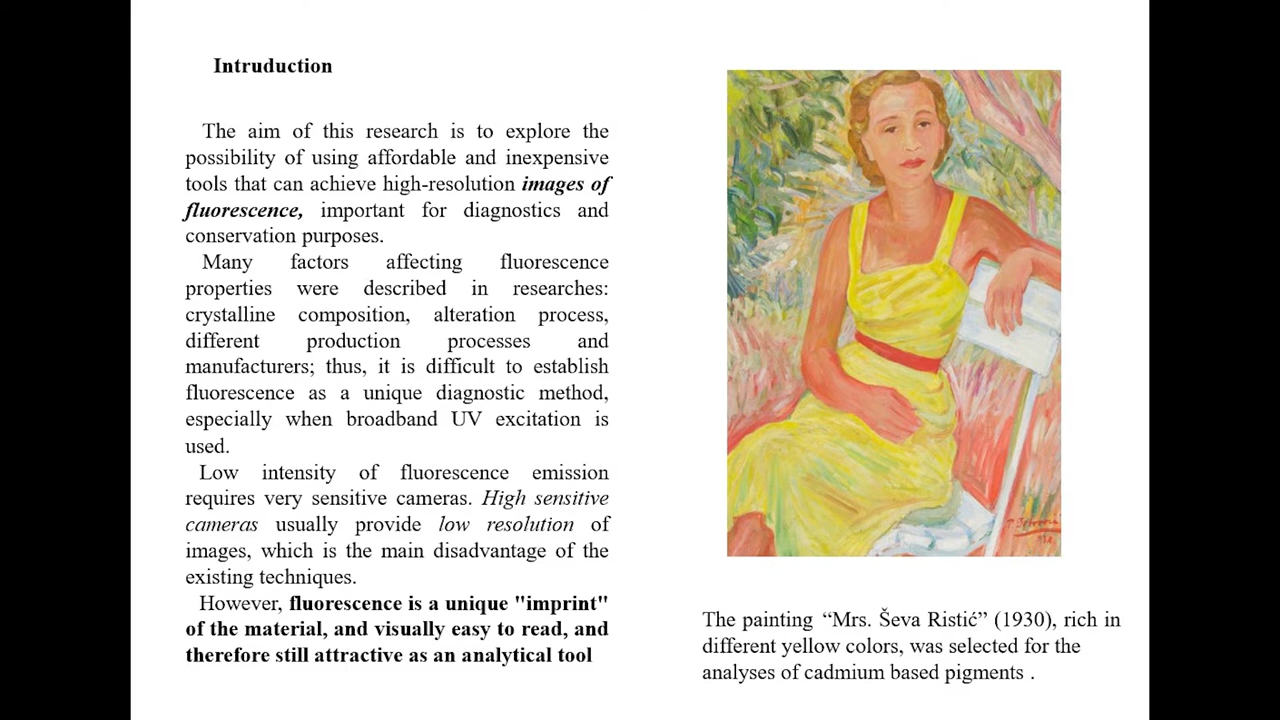 Intruduction
The aim of this research is to explore the
possibility of using affordable and inexpensive
tools that can achieve high-resolution images of
fluorescence, important for diagnostics and
conservation purposes.
Many factors affecting fluorescence
properties were described in researches:
crystalline composition, alteration process,
different production processes and
manufacturers; thus, it is difficult to establish
fluorescence as a unique diagnostic method,
especially when broadband UV excitation is
used.
Low intensity of fluorescence emission
requires very sensitive cameras. High sensitive
cameras usually provide low resolution of
images, which is the main disadvantage of the
existing techniques.
However, fluorescence is a unique "imprint"
of the material, and visually easy to read, and
therefore still attractive as an analytical tool
The painting “Mrs. Ševa Ristić” (1930), rich in
different yellow colors, was selected for the
analyses of cadmium based pigments .